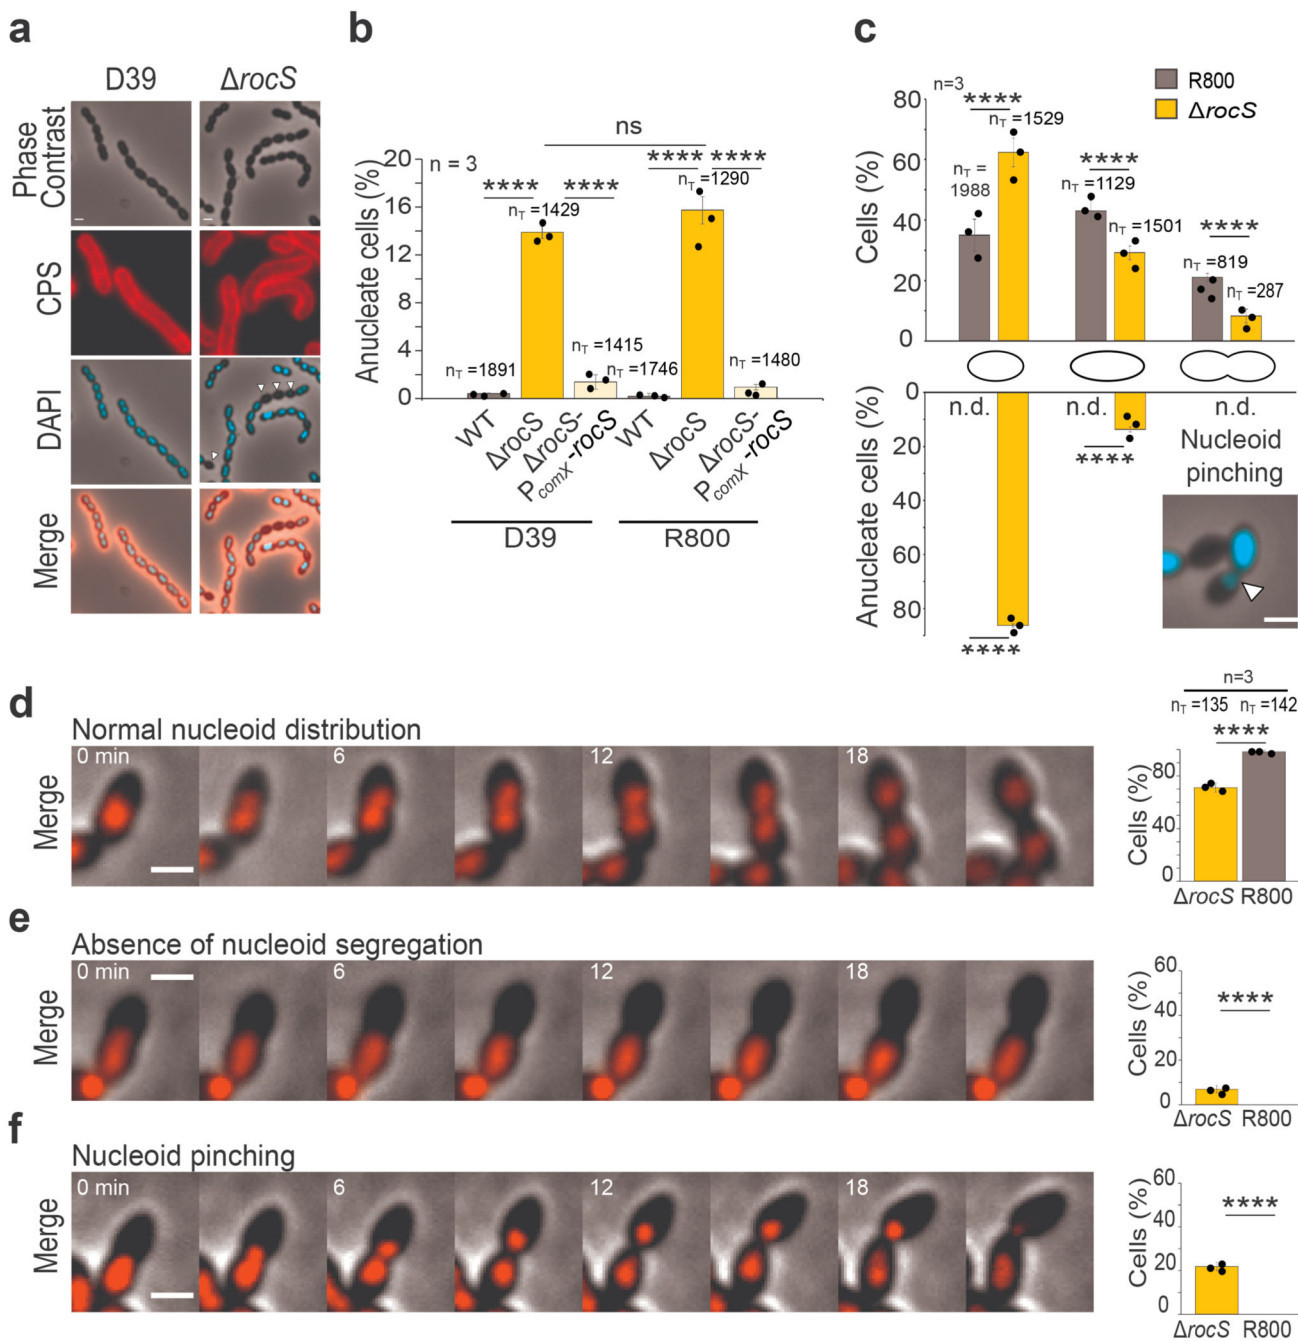 a
D39
ΔrocS
Phase
Contrast
CPS
DAPI
Merge
b
Anucleate cells (%)
20
16
12
8
4
0
n = 3
ns
****
****
****
****
nT =1891
nT =1429
nT =1415
nT =1746
nT =1290
nT =1480
WT
ΔrocS
ΔrocS-
PcomX-rocS
WT
ΔrocS
ΔrocS-
PcomX-rocS
D39
R800
c
R800
ΔrocS
n=3
Cells (%)
80
60
40
20
0
****
nT =
1988
nT =1529
****
nT =1129
nT =1501
****
nT =819
nT =287
Anucleate cells (%)
0
20
40
60
80
n.d.
n.d.
n.d.
****
****
Nucleoid
pinching
d
Normal nucleoid distribution
Merge
0 min
6
12
18
n=3
nT =135
nT =142
****
Cells (%)
80
40
0
ΔrocS R800
e
Absence of nucleoid segregation
Merge
0 min
6
12
18
****
Cells (%)
60
40
20
0
ΔrocS R800
f
Nucleoid pinching
Merge
0 min
6
12
18
****
Cells (%)
60
40
20
0
ΔrocS R800